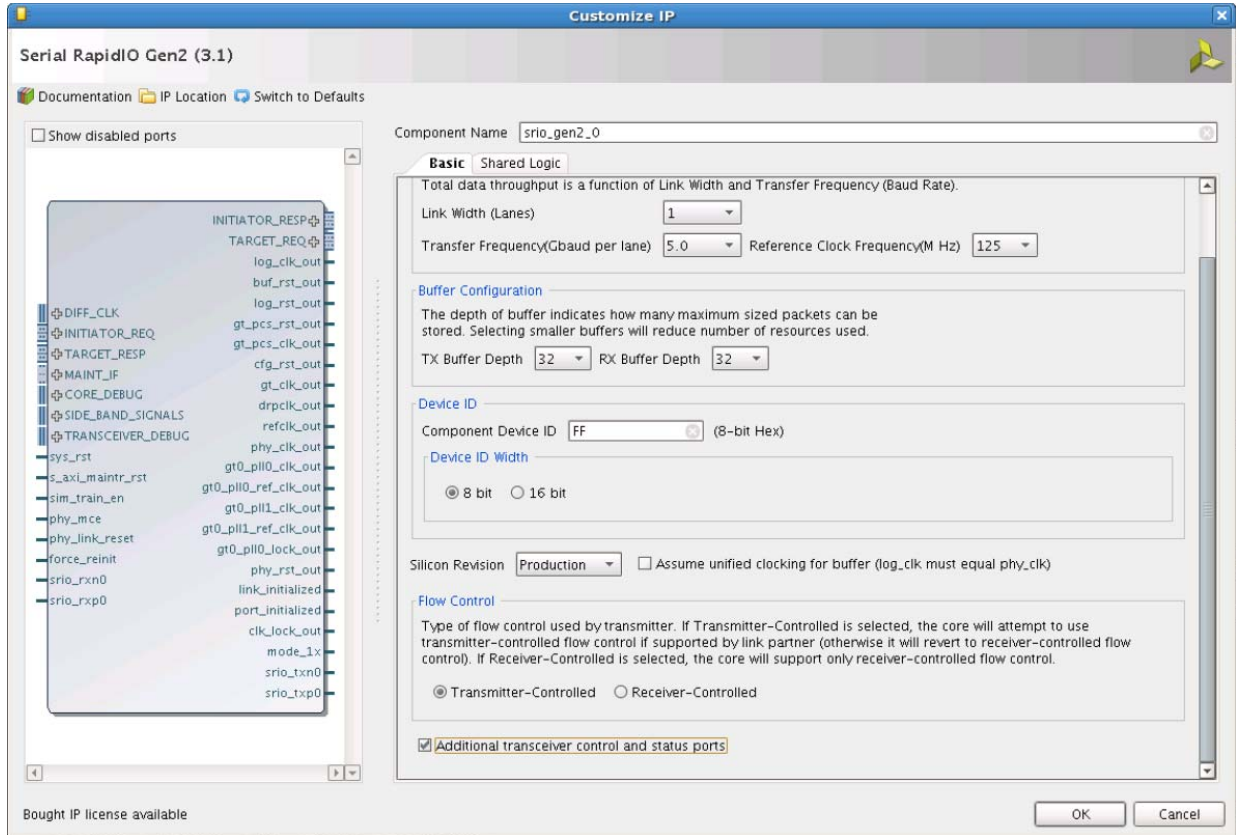 Customize IP
Serial RapidIO Gen2 (3.1)
Documentation IP Location Switch to Defaults
Show disabled ports
INITIATOR_RESP
TARGET_REQ
log_clk_out
buf_rst_out
log_rst_out
gt_pcs_rst_out
gt_pcs_clk_out
cfg_rst_out
gt_clk_out
drpclk_out
refclk_out
phy_clk_out
gt0_pll0_clk_out
gt0_pll0_ref_clk_out
gt0_pll1_clk_out
gt0_pll1_ref_clk_out
gt0_pll0_lock_out
phy_rst_out
link_initialized
port_initialized
clk_lock_out
mode_1x
srio_txn0
srio_txp0
DIFF_CLK
INITIATOR_REQ
TARGET_RESP
MAINT_IF
CORE_DEBUG
SIDE_BAND_SIGNALS
TRANSCEIVER_DEBUG
sys_rst
s_axi_maintr_rst
sim_train_en
phy_mce
phy_link_reset
force_reinit
srio_rxn0
srio_rxp0
Component Name srio_gen2_0
Basic Shared Logic
Total data throughput is a function of Link Width and Transfer Frequency (Baud Rate).
Link Width (Lanes) 1
Transfer Frequency(Gbaud per lane) 5.0 Reference Clock Frequency(M Hz) 125
Buffer Configuration
The depth of buffer indicates how many maximum sized packets can be
stored. Selecting smaller buffers will reduce number of resources used.
TX Buffer Depth 32 RX Buffer Depth 32
Device ID
Component Device ID FF (8-bit Hex)
Device ID Width
8 bit 16 bit
Silicon Revision Production Assume unified clocking for buffer (log_clk must equal phy_clk)
Flow Control
Type of flow control used by transmitter. If Transmitter-Controlled is selected, the core will attempt to use
transmitter-controlled flow control if supported by link partner (otherwise it will revert to receiver-controlled flow
control). If Receiver-Controlled is selected, the core will support only receiver-controlled flow control.
Transmitter-Controlled Receiver-Controlled
Additional transceiver control and status ports
Bought IP license available
OK Cancel